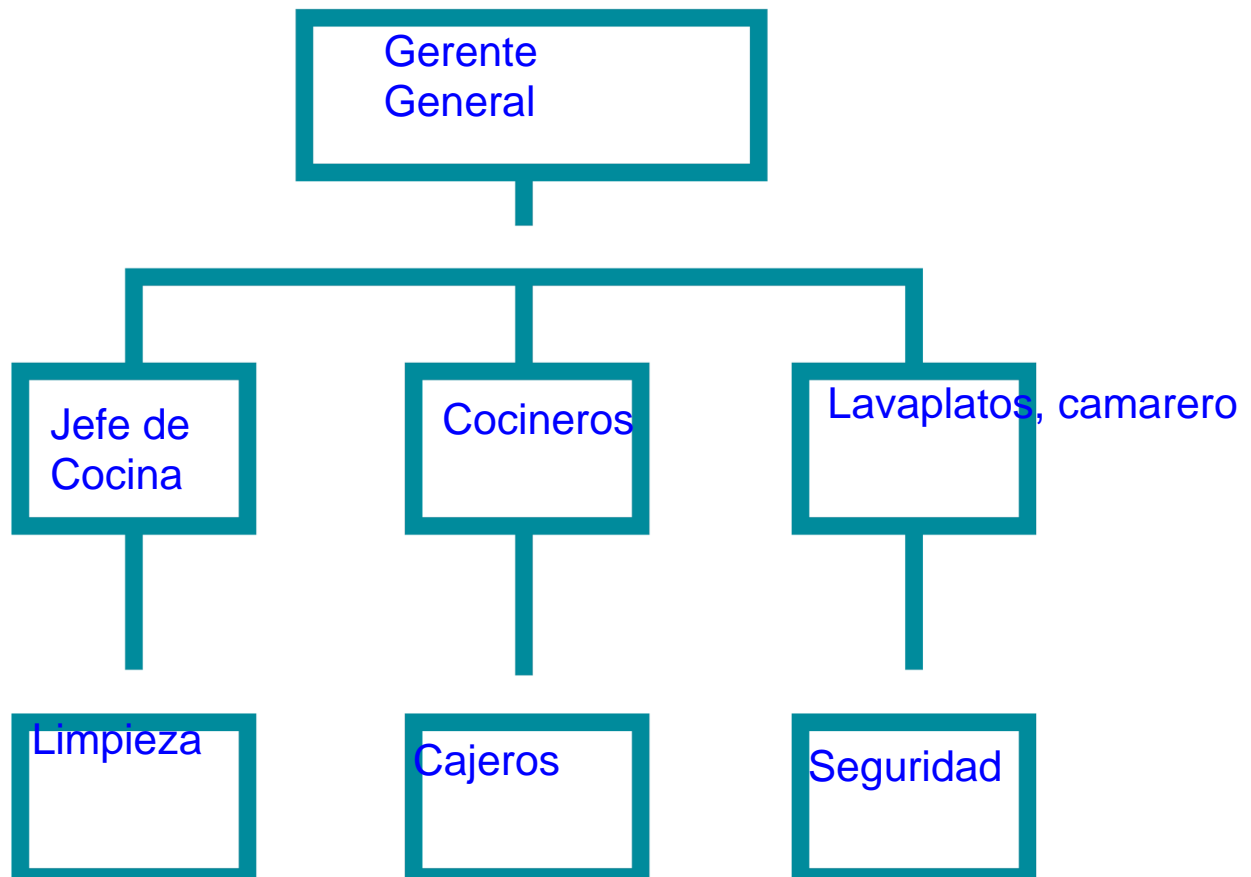 Gerente
General
Jefe de
Cocina
Cocineros
Lavaplatos, camarero
Limpieza
Cajeros
Seguridad